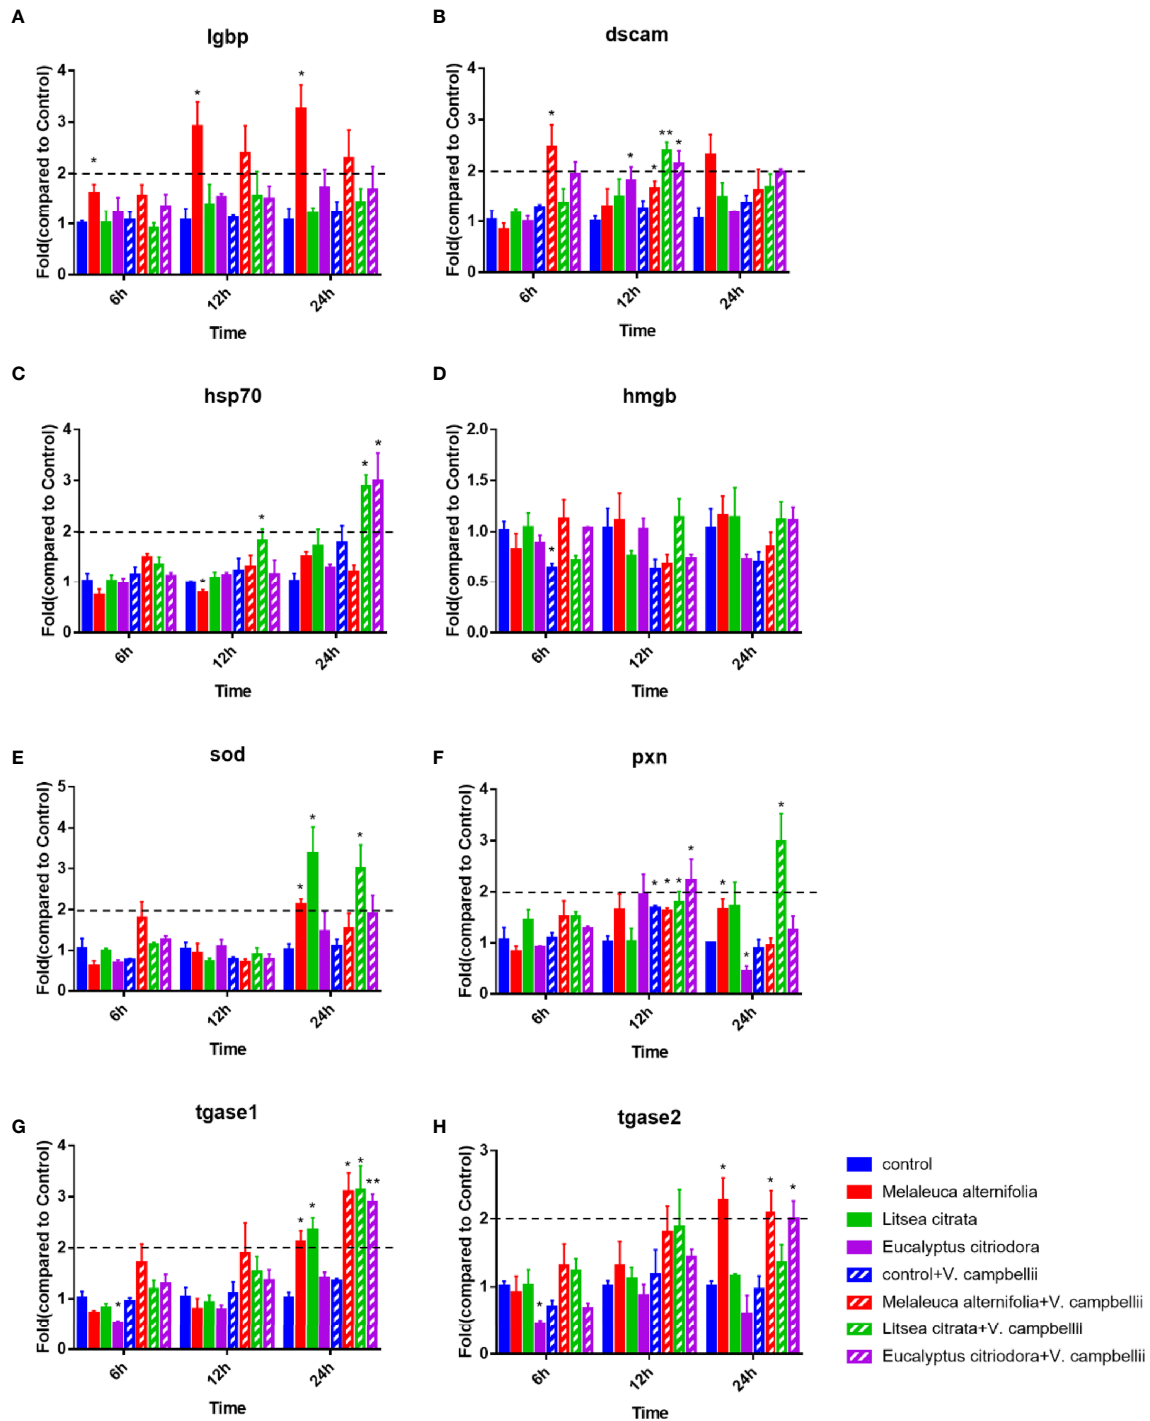 A
lgbp
Fold(compared to Control)
4
3
2
1
0
* * *
6h 12h 24h
Time
B
dscam
Fold(compared to Control)
4
3
2
1
0
* * * ** *
6h 12h 24h
Time
C
hsp70
Fold(compared to Control)
4
3
2
1
0
* * * *
6h 12h 24h
Time
D
hmgb
Fold(compared to Control)
2.0
1.5
1.0
0.5
0.0
*
6h 12h 24h
Time
E
sod
Fold(compared to Control)
5
4
3
2
1
0
* * *
6h 12h 24h
Time
F
pxn
Fold(compared to Control)
4
3
2
1
0
* * * * * * *
6h 12h 24h
Time
G
tgase1
Fold(compared to Control)
4
3
2
1
0
* * * * * **
6h 12h 24h
Time
H
tgase2
Fold(compared to Control)
3
2
1
0
* * * *
6h 12h 24h
Time
control
Melaleuca alternifolia
Litsea citrata
Eucalyptus citriodora
control+V. campbellii
Melaleuca alternifolia+V. campbellii
Litsea citrata+V. campbellii
Eucalyptus citriodora+V. campbellii